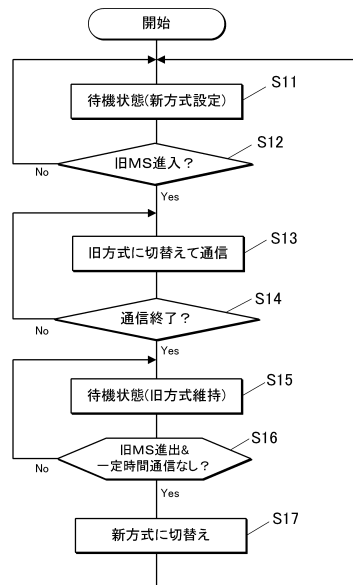 開始
待機状態(新方式設定)
S11
旧MS進入？
S12
No
Yes
旧方式に切替えて通信
S13
通信終了？
S14
No
Yes
待機状態(旧方式維持)
S15
旧MS進出&
一定時間通信なし？
S16
No
Yes
新方式に切替え
S17